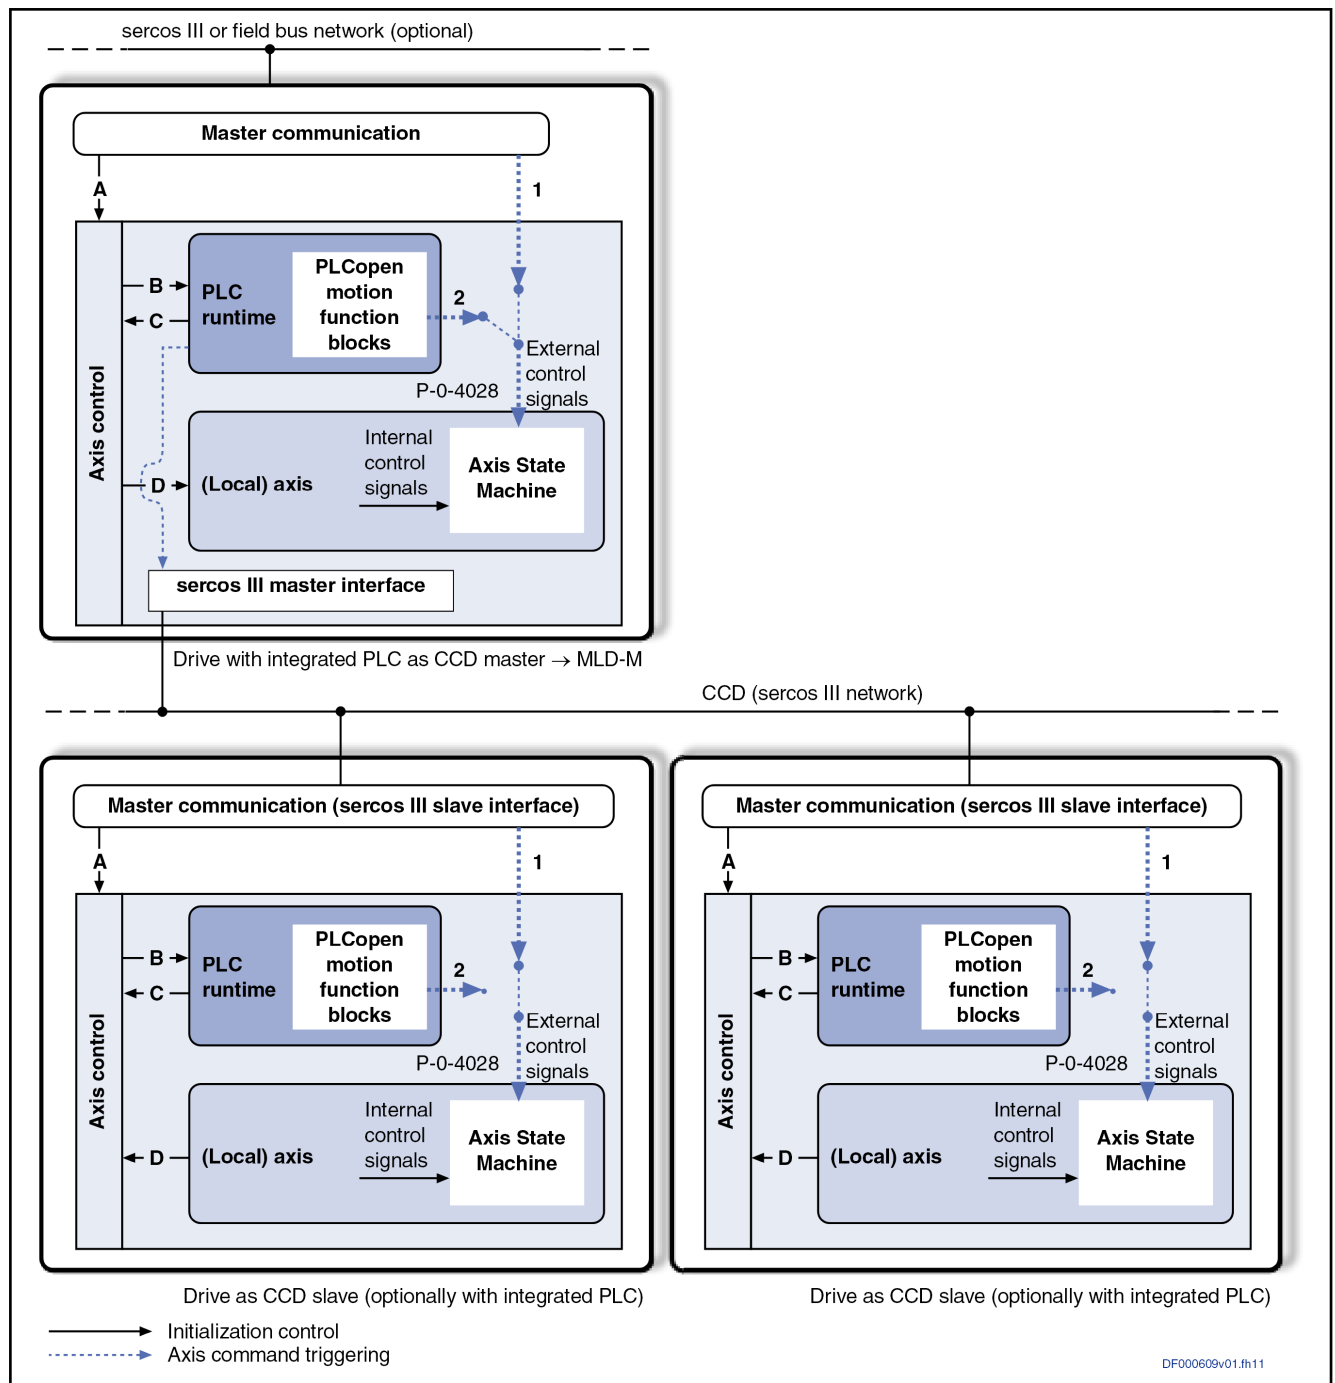 sercos III or field bus network (optional)
Master communication
A
1
B
C
PLC
runtime
PLCopen
motion
function
blocks
2
External
control
signals
P-0-4028
Axis control
Internal
control
signals
D
(Local) axis
Axis State
Machine
sercos III master interface
Drive with integrated PLC as CCD master → MLD-M
CCD (sercos III network)
Master communication (sercos III slave interface)
A
1
B
C
PLC
runtime
PLCopen
motion
function
blocks
2
External
control
signals
P-0-4028
Axis control
Internal
control
signals
D
(Local) axis
Axis State
Machine
Drive as CCD slave (optionally with integrated PLC)
Master communication (sercos III slave interface)
A
1
B
C
PLC
runtime
PLCopen
motion
function
blocks
2
External
control
signals
P-0-4028
Axis control
Internal
control
signals
D
(Local) axis
Axis State
Machine
Drive as CCD slave (optionally with integrated PLC)
Initialization control
Axis command triggering
DF000609v01.fh11